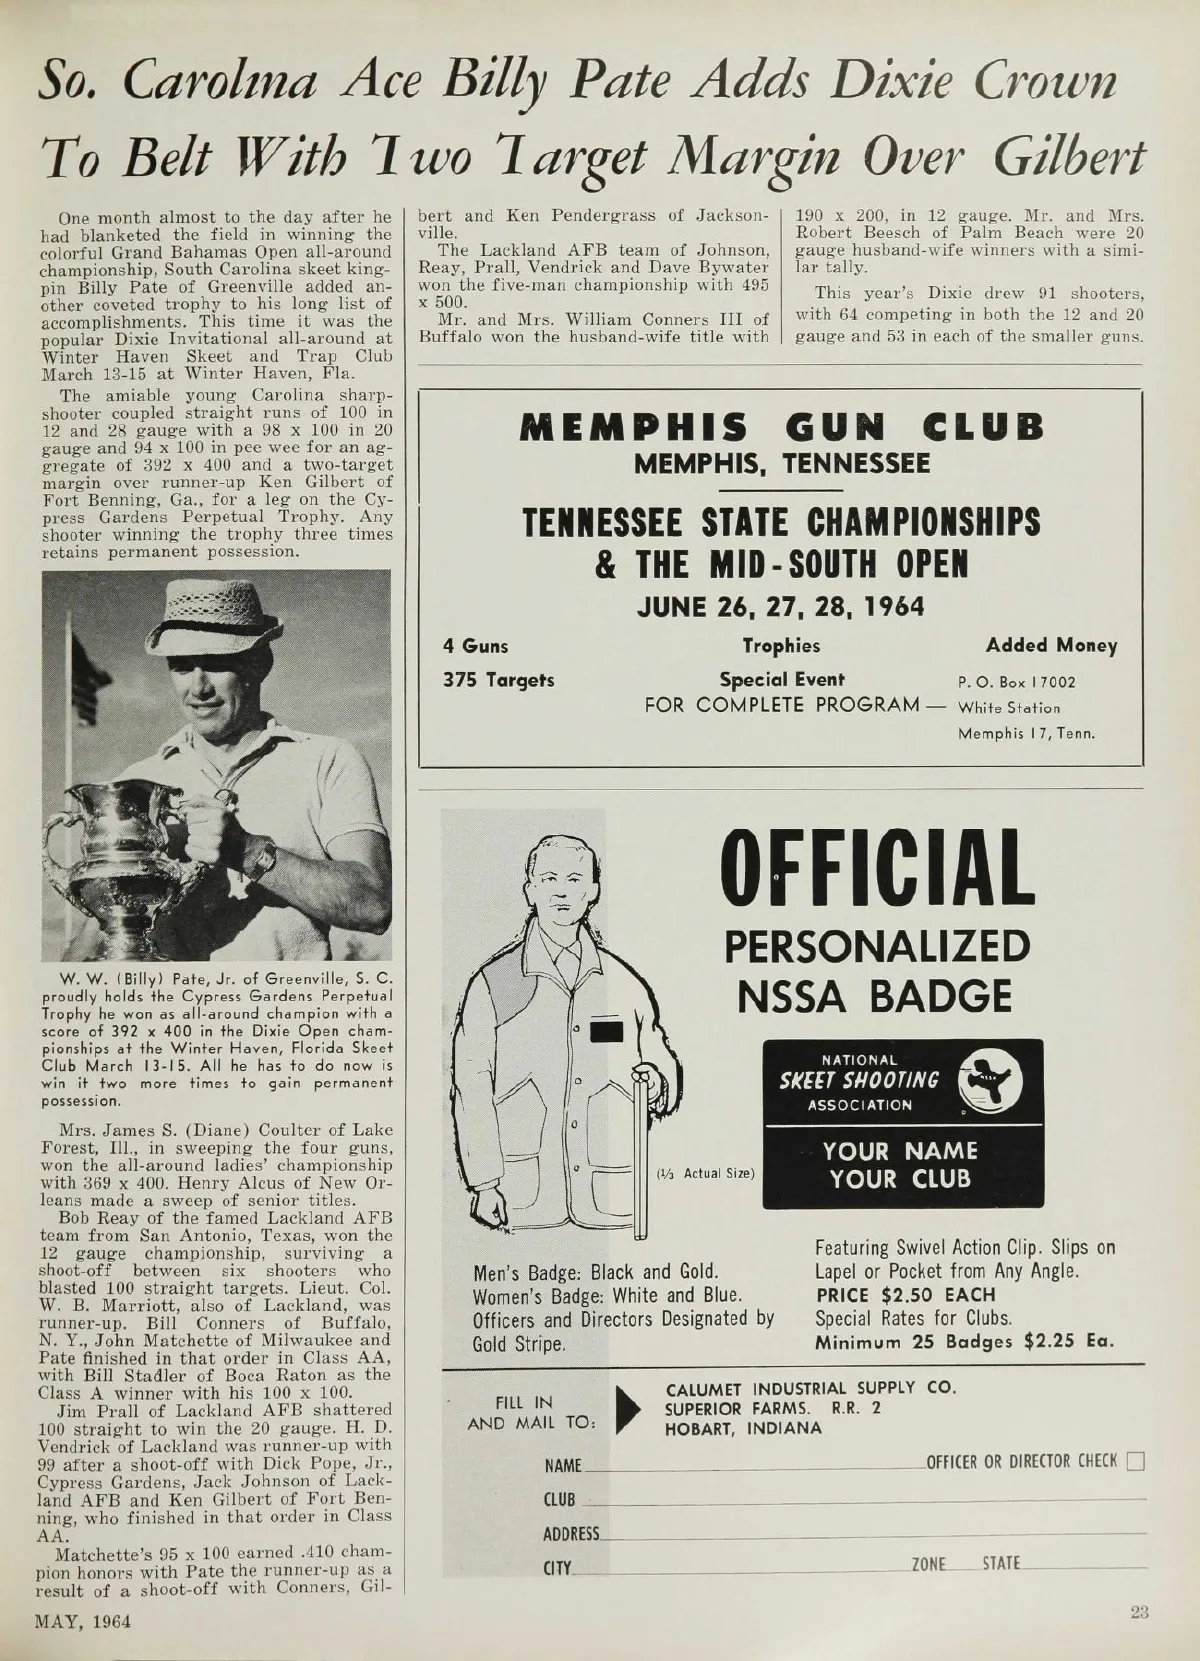 So. Carolina Ace Billy Pate Adds Dixie Crown
To Belt With Two Target Margin Over Gilbert
One month almost to the day after he
had blanketed the field in winning the
colorful Grand Bahamas Open all-around
championship, South Carolina skeet king-
pin Billy Pate of Greenville added an-
other coveted trophy to his long list of
accomplishments. This time it was the
popular Dixie Invitational all-around at
Winter Haven Skeet and Trap Club
March 13-15 at Winter Haven, Fla.
The amiable young Carolina sharp-
shooter coupled straight runs of 100 in
12 and 28 gauge with a 98 x 100 in 20
gauge and 94 x 100 in pee wee for an ag-
gregate of 392 x 400 and a two-target
margin over runner-up Ken Gilbert of
Fort Benning, Ga., for a leg on the Cy-
press Gardens Perpetual Trophy. Any
shooter winning the trophy three times
retains permanent possession.
W. W. (Billy) Pate, Jr. of Greenville, S. C.
proudly holds the Cypress Gardens Perpetual
Trophy he won as all-around champion with a
score of 392 x 400 in the Dixie Open cham-
pionships at the Winter Haven, Florida Skeet
Club March 13-15. All he has to do now is
win it two more times to gain permanent
possession.
Mrs. James S. (Diane) Coulter of Lake
Forest, Ill., in sweeping the four guns,
won the all-around ladies' championship
with 369 x 400. Henry Alcus of New Or-
leans made a sweep of senior titles.
Bob Reay of the famed Lackland AFB
team from San Antonio, Texas, won the
12 gauge championship, surviving a
shoot-off between six shooters who
blasted 100 straight targets. Lieut. Col.
W. B. Marriott, also of Lackland, was
runner-up. Bill Conners of Buffalo,
N. Y., John Matchette of Milwaukee and
Pate finished in that order in Class AA,
with Bill Stadler of Boca Raton as the
Class A winner with his 100 x 100.
Jim Prall of Lackland AFB shattered
100 straight to win the 20 gauge. H. D.
Vendrick of Lackland was runner-up with
99 after a shoot-off with Dick Pope, Jr.,
Cypress Gardens, Jack Johnson of Lack-
land AFB and Ken Gilbert of Fort Ben-
ning, who finished in that order in Class
AA.
Matchette's 95 x 100 earned .410 cham-
pion honors with Pate the runner-up as a
result of a shoot-off with Conners, Gil-
bert and Ken Pendergrass of Jackson-
ville.
The Lackland AFB team of Johnson,
Reay, Prall, Vendrick and Dave Bywater
won the five-man championship with 495
x 500.
Mr. and Mrs. William Conners III of
Buffalo won the husband-wife title with
190 x 200, in 12 gauge. Mr. and Mrs.
Robert Beesch of Palm Beach were 20
gauge husband-wife winners with a simi-
lar tally.
This year's Dixie drew 91 shooters,
with 64 competing in both the 12 and 20
gauge and 53 in each of the smaller guns.
MEMPHIS GUN CLUB
MEMPHIS, TENNESSEE
TENNESSEE STATE CHAMPIONSHIPS
& THE MID-SOUTH OPEN
JUNE 26, 27, 28, 1964
4 Guns Trophies Added Money
375 Targets Special Event P. O. Box 17002
FOR COMPLETE PROGRAM — White Station
Memphis 17, Tenn.
OFFICIAL
PERSONALIZED
NSSA BADGE
NATIONAL
SKEET SHOOTING
ASSOCIATION
NSSA
YOUR NAME
YOUR CLUB
(1/3 Actual Size)
Men's Badge: Black and Gold.
Women's Badge: White and Blue.
Officers and Directors Designated by
Gold Stripe.
Featuring Swivel Action Clip. Slips on
Lapel or Pocket from Any Angle.
PRICE $2.50 EACH
Special Rates for Clubs.
Minimum 25 Badges $2.25 Ea.
FILL IN
AND MAIL TO:
CALUMET INDUSTRIAL SUPPLY CO.
SUPERIOR FARMS. R.R. 2
HOBART, INDIANA
NAME OFFICER OR DIRECTOR CHECK
CLUB
ADDRESS
CITY ZONE STATE
MAY, 1964
23